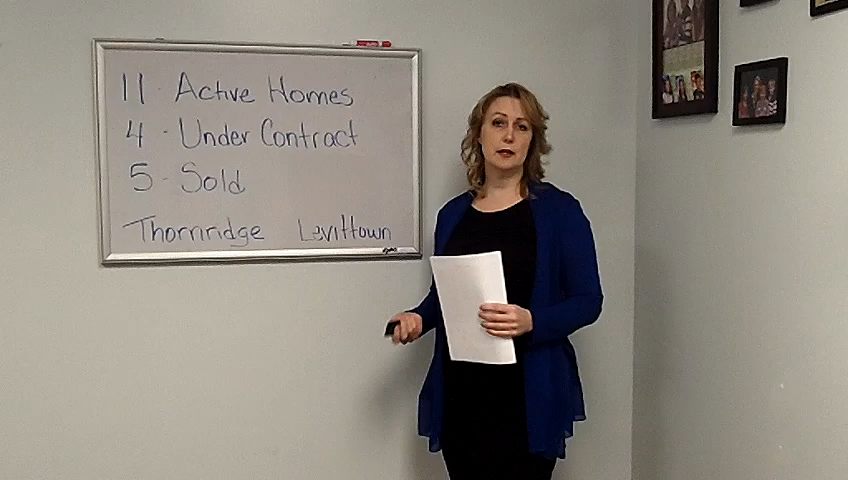 11 - Active Homes
4 - Under Contract
5 - Sold
Thornridge Levittown